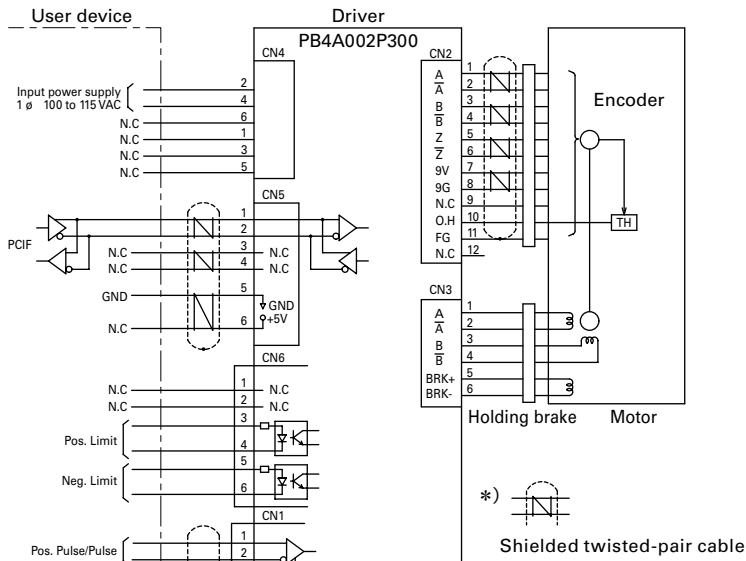 User device
Driver
PB4A002P300
CN4
Input power supply
1 ø 100 to 115 VAC
2
4
N.C 6
N.C 1
N.C 3
N.C 5
CN5
PCIF
1
2
N.C 3 N.C
N.C 4 N.C
GND 5 GND
+5V
N.C 6
CN6
N.C 1 N.C
N.C 2 N.C
3
Pos. Limit
4
5
Neg. Limit
6
CN1
1
Pos. Pulse/Pulse
2
CN2
A 1
A̅ 2
B 3
B̅ 4
Z 5
Z̅ 6
9V 7
9G 8
N.C 9
O.H 10
FG 11
N.C 12
Encoder
TH
CN3
A 1
A̅ 2
B 3
B̅ 4
BRK+ 5
BRK- 6
Holding brake
Motor
*)
Shielded twisted-pair cable